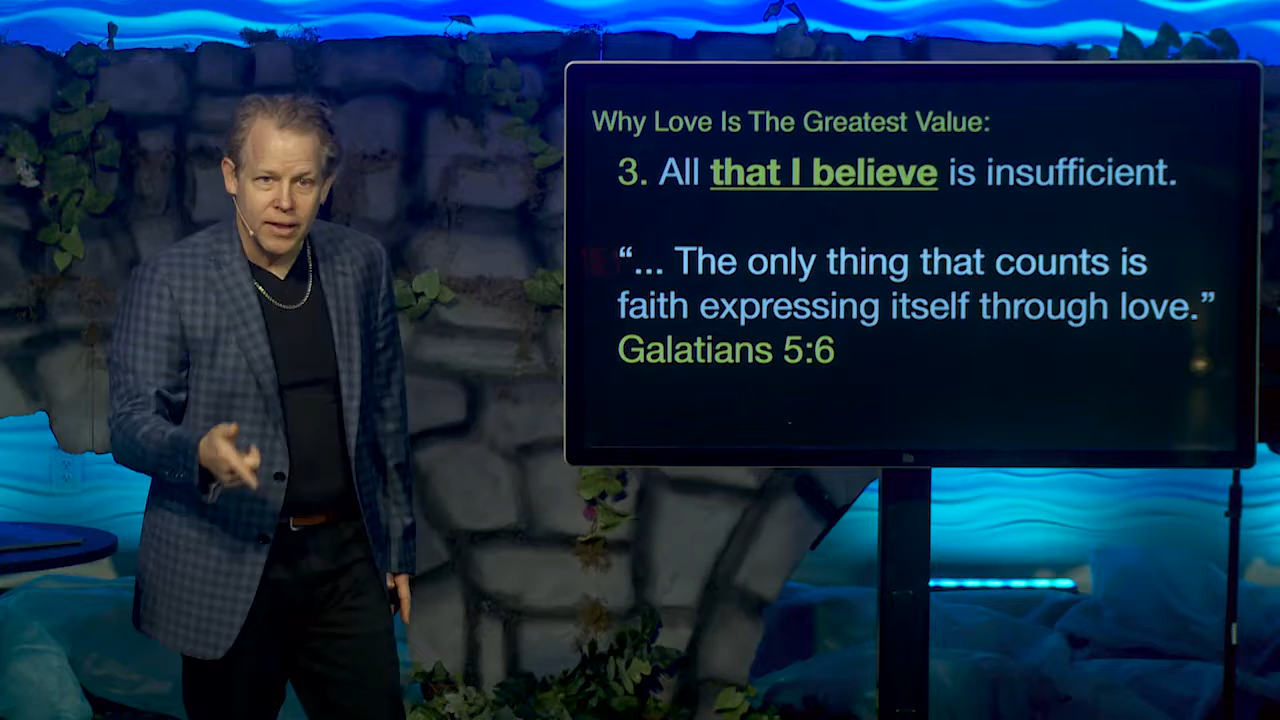 Why Love Is The Greatest Value:
3. All that I believe is insufficient.
“... The only thing that counts is
faith expressing itself through love.”
Galatians 5:6